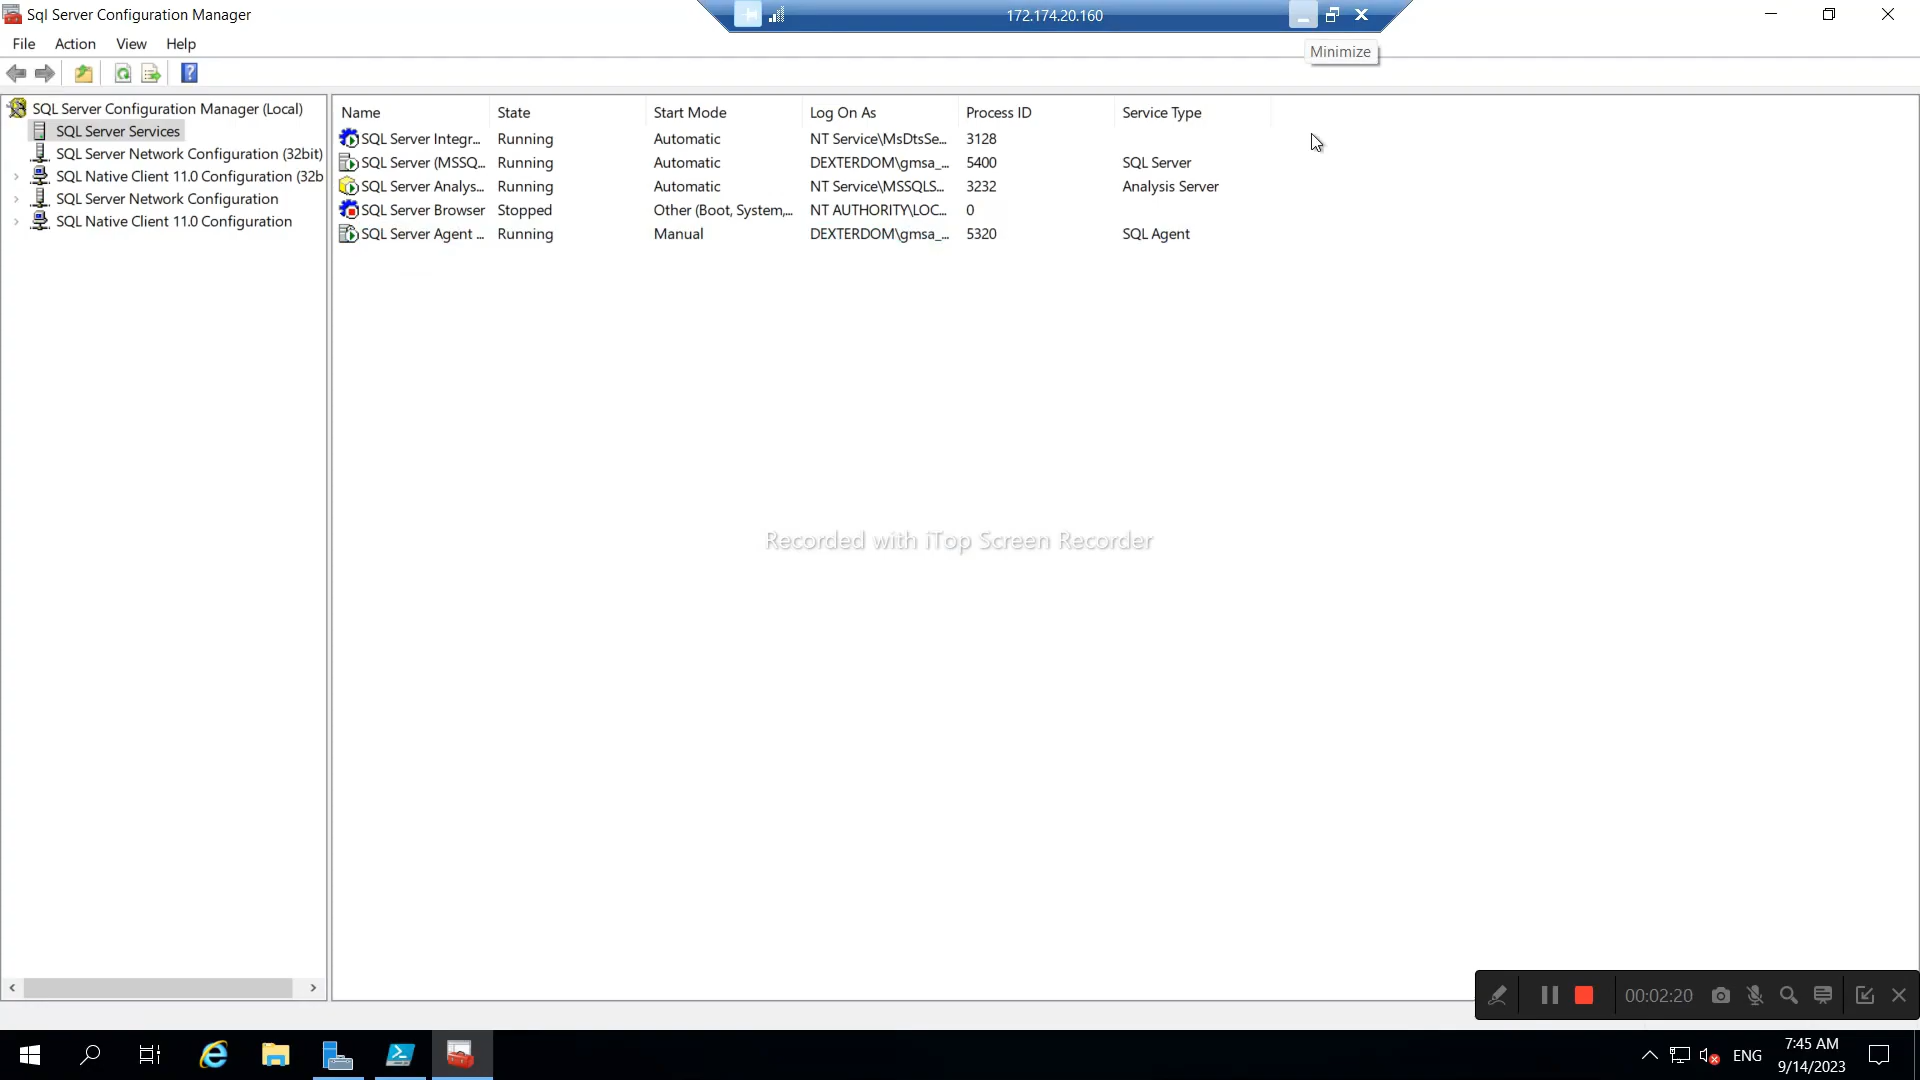 Sql Server Configuration Manager
172.174.20.160
File Action View Help
Minimize
SQL Server Configuration Manager (Local)
SQL Server Services
SQL Server Network Configuration (32bit)
SQL Native Client 11.0 Configuration (32b
SQL Server Network Configuration
SQL Native Client 11.0 Configuration
Name State Start Mode Log On As Process ID Service Type
SQL Server Integr... Running Automatic NT Service\MsDtsSe... 3128
SQL Server (MSSQ... Running Automatic DEXTERDOM\gmsa_... 5400 SQL Server
SQL Server Analys... Running Automatic NT Service\MSSQLS... 3232 Analysis Server
SQL Server Browser Stopped Other (Boot, System,... NT AUTHORITY\LOC... 0
SQL Server Agent ... Running Manual DEXTERDOM\gmsa_... 5320 SQL Agent
Recorded with iTop Screen Recorder
00:02:20
ENG
7:45 AM
9/14/2023